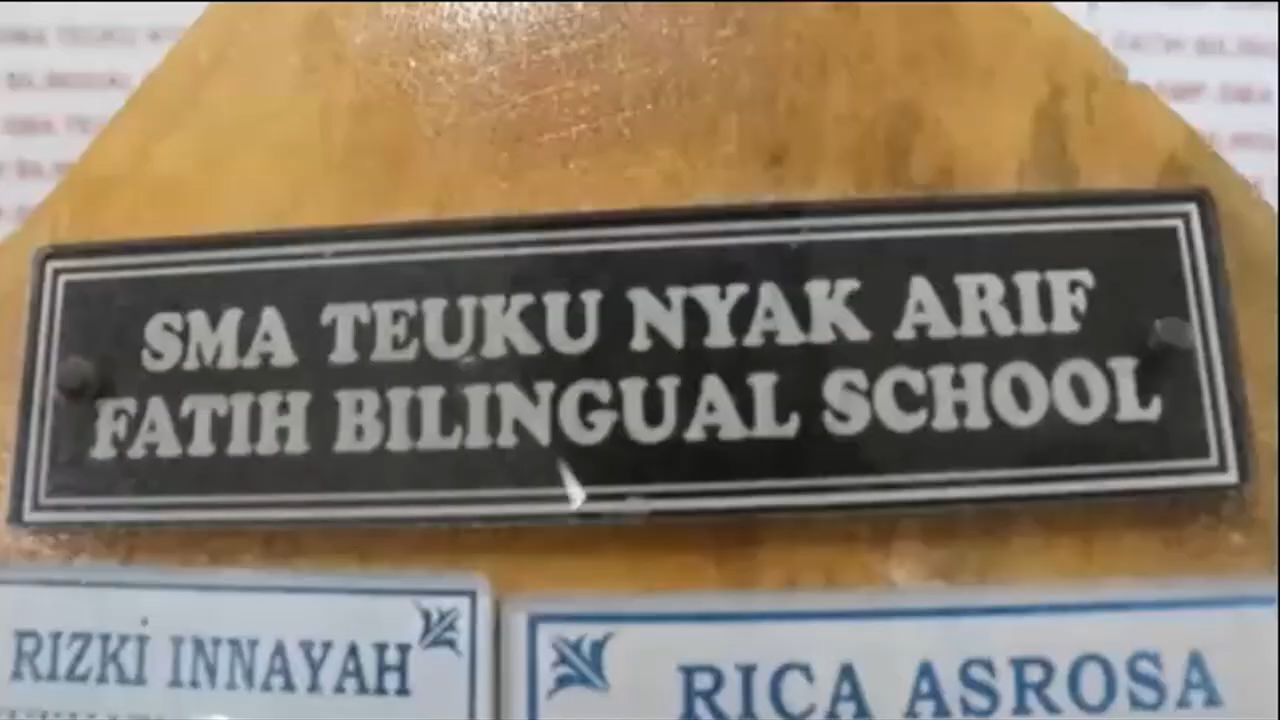 SMA TEUKU NYAK ARIF
FATIH BILINGUAL SCHOOL
RIZKİ INNAYAH
RICA ASROSA